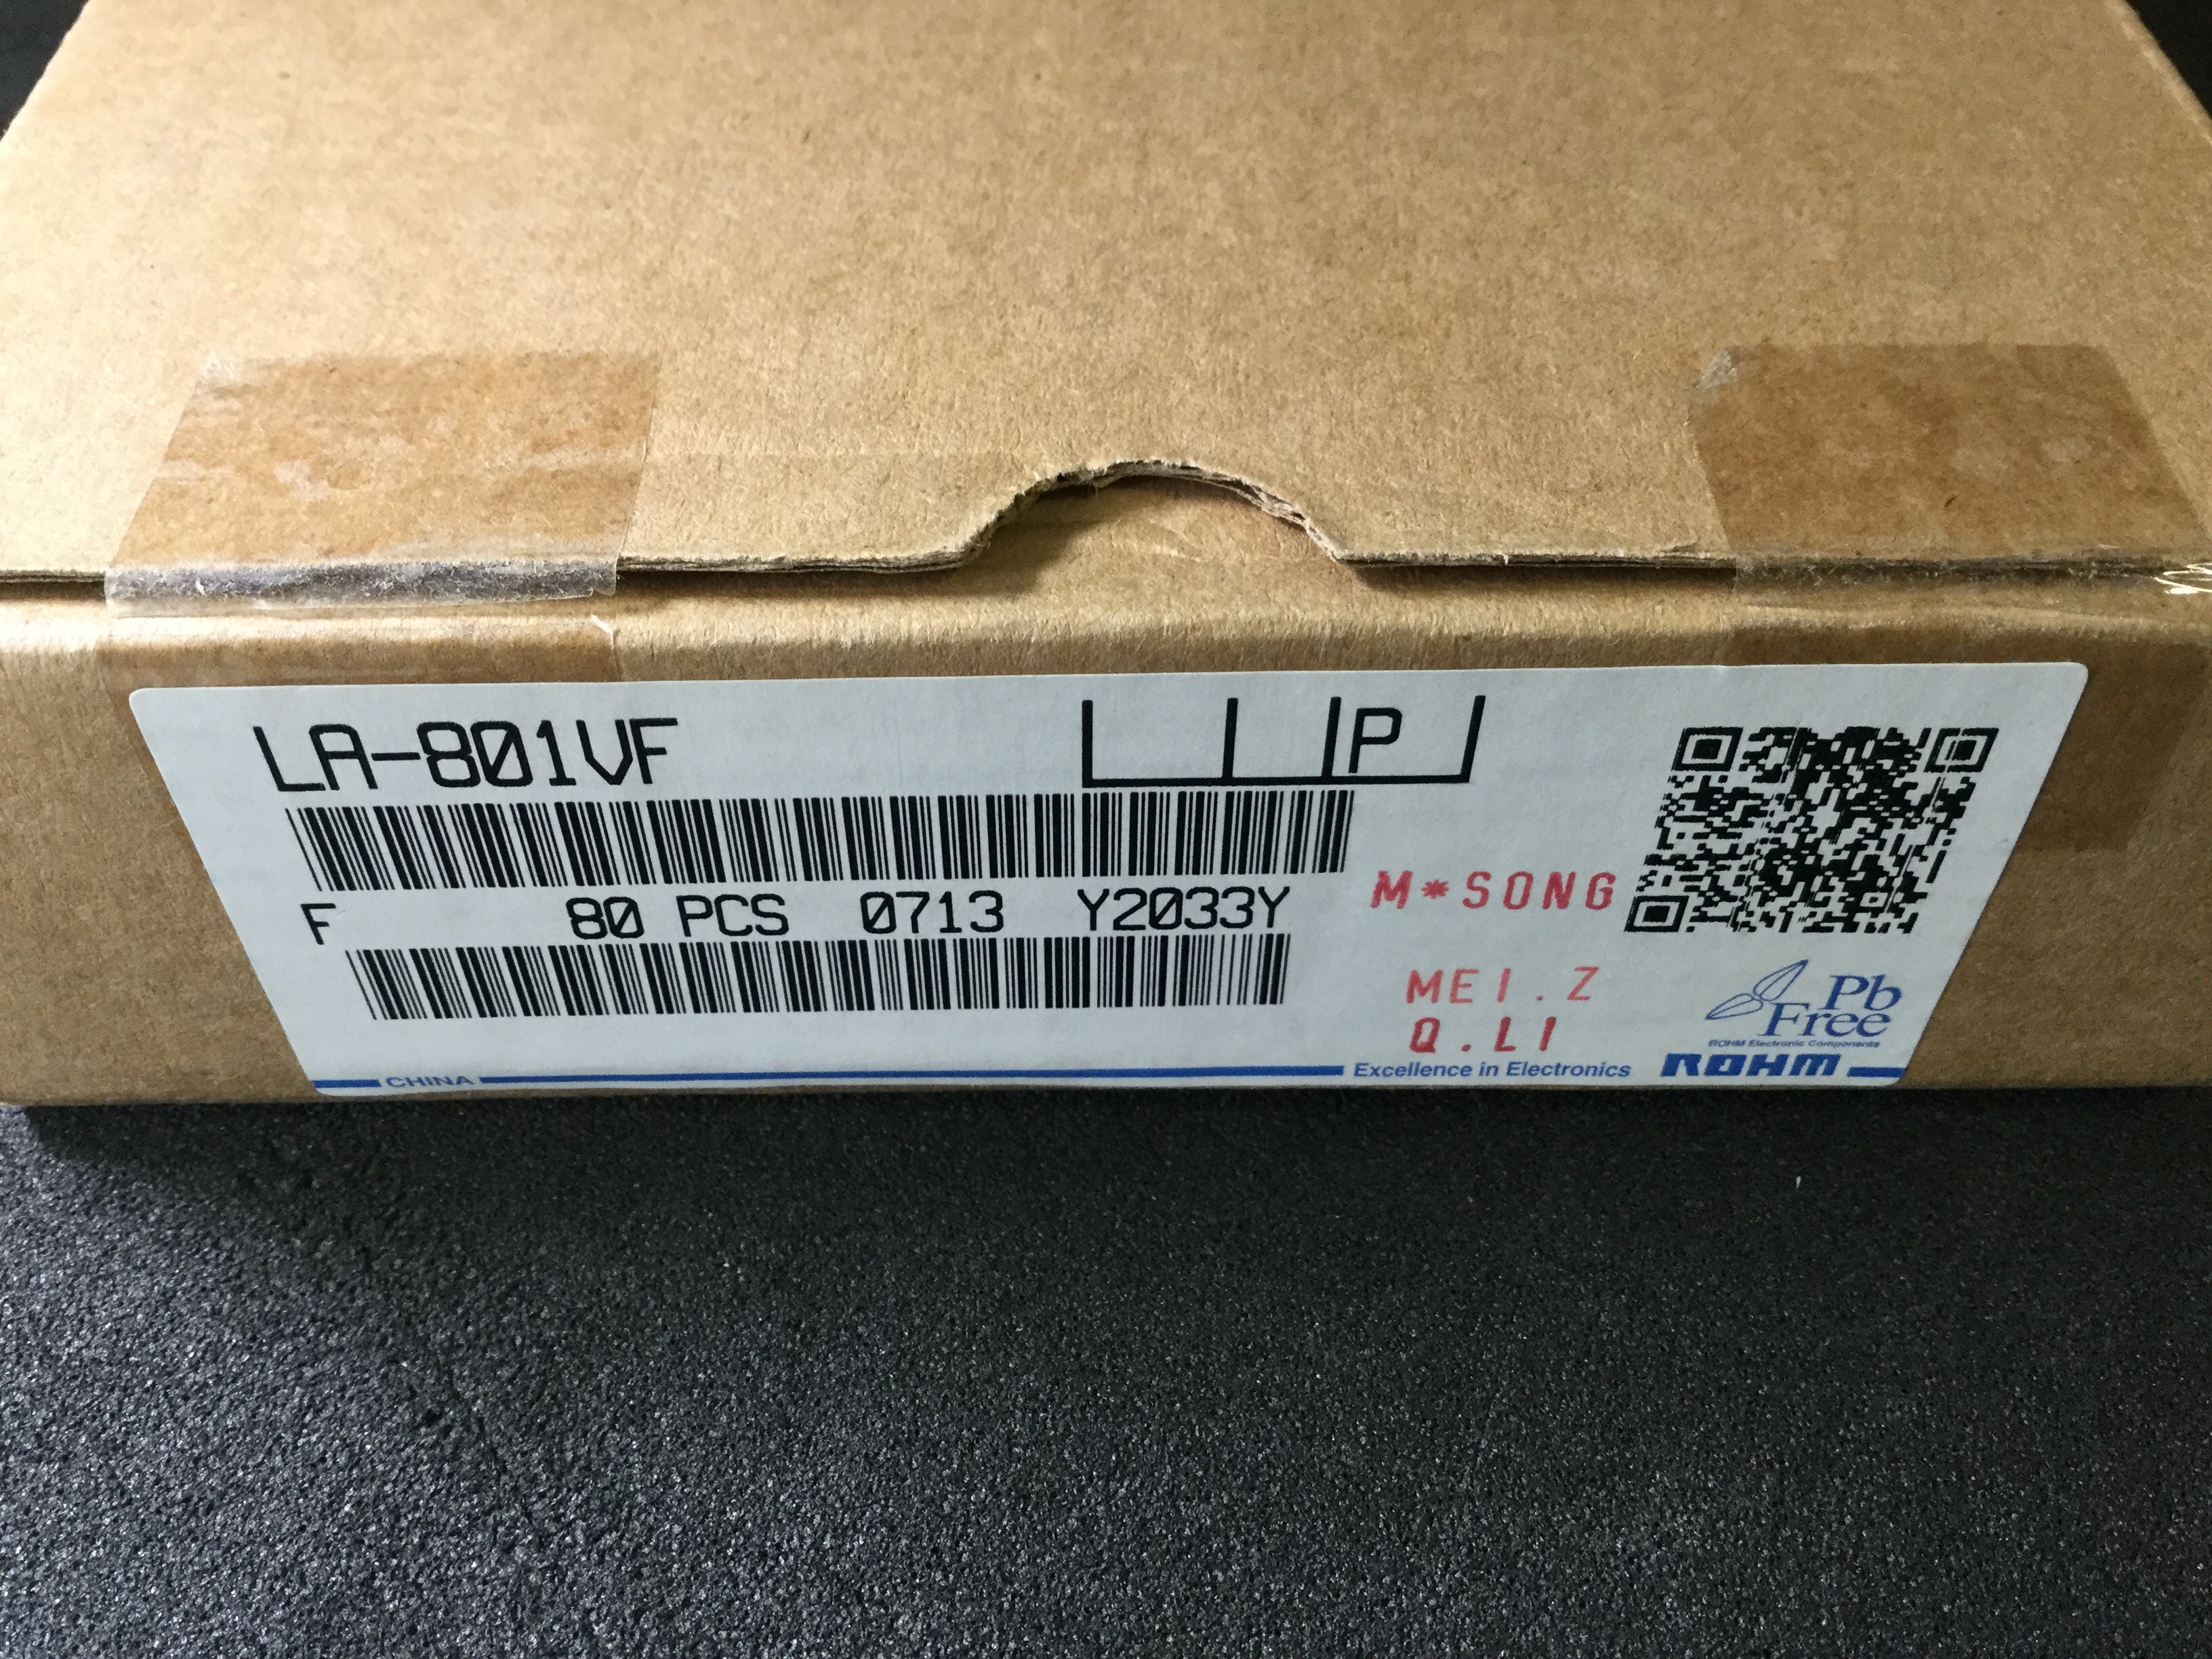 LA-801VF
P
F 80 PCS 0713 Y2033Y
M*SONG
MEI.Z
Q.LI
Pb
Free
ROHM Electronic Components
CHINA
Excellence in Electronics ROHM